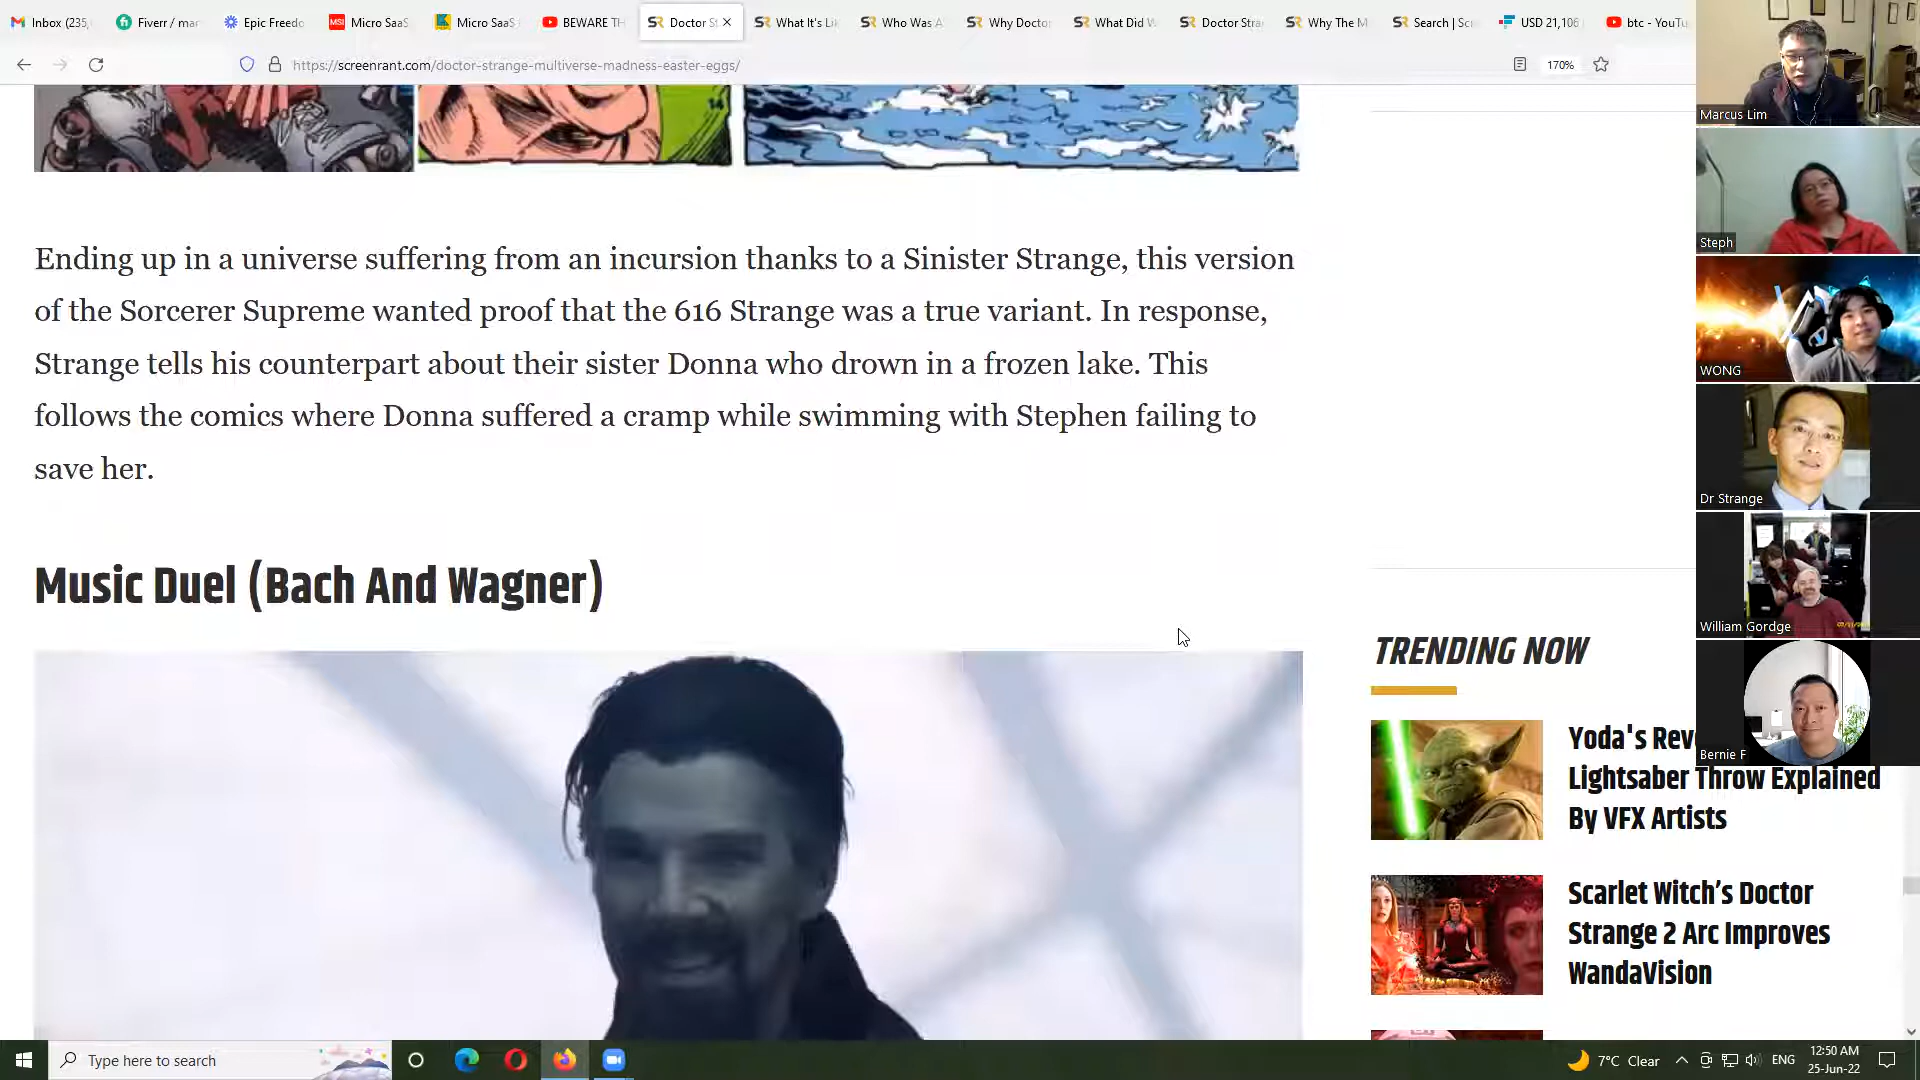 Inbox (235,
Fiverr / mar
Epic Freedo
Micro SaaS
Micro SaaS
BEWARE TH
Doctor S
What It's Li
Who Was A
Why Doctor
What Did W
Doctor Stra
Why The M
Search | Scr
USD 21,106
btc - YouTu
https://screenrant.com/doctor-strange-multiverse-madness-easter-eggs/
170%
Ending up in a universe suffering from an incursion thanks to a Sinister Strange, this version
of the Sorcerer Supreme wanted proof that the 616 Strange was a true variant. In response,
Strange tells his counterpart about their sister Donna who drown in a frozen lake. This
follows the comics where Donna suffered a cramp while swimming with Stephen failing to
save her.
Music Duel (Bach And Wagner)
TRENDING NOW
Yoda's Rev
Lightsaber Throw Explained
By VFX Artists
Scarlet Witch’s Doctor
Strange 2 Arc Improves
WandaVision
Marcus Lim
Steph
WONG
Dr Strange
William Gordge
Bernie F
Type here to search
7°C Clear
ENG
12:50 AM
25-Jun-22